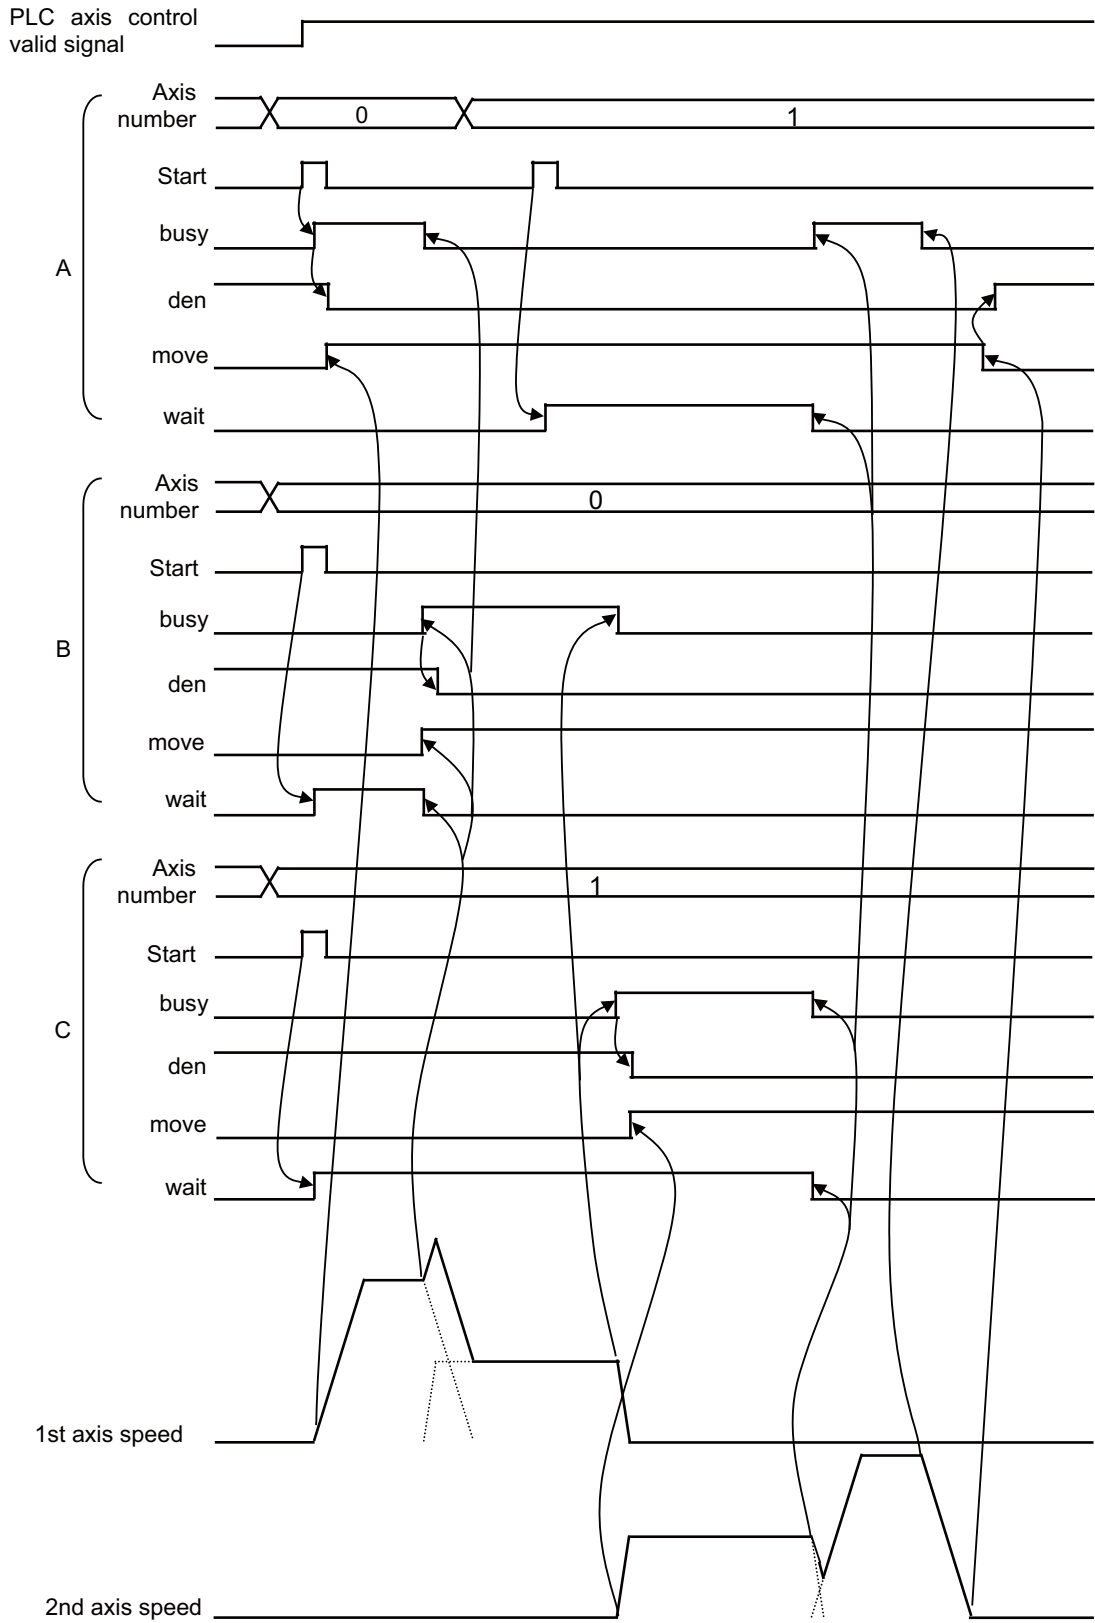 PLC axis control
valid signal
Axis
number
0
1
Start
busy
A
den
move
wait
Axis
number
0
Start
busy
B
den
move
wait
Axis
number
1
Start
busy
C
den
move
wait
1st axis speed
2nd axis speed